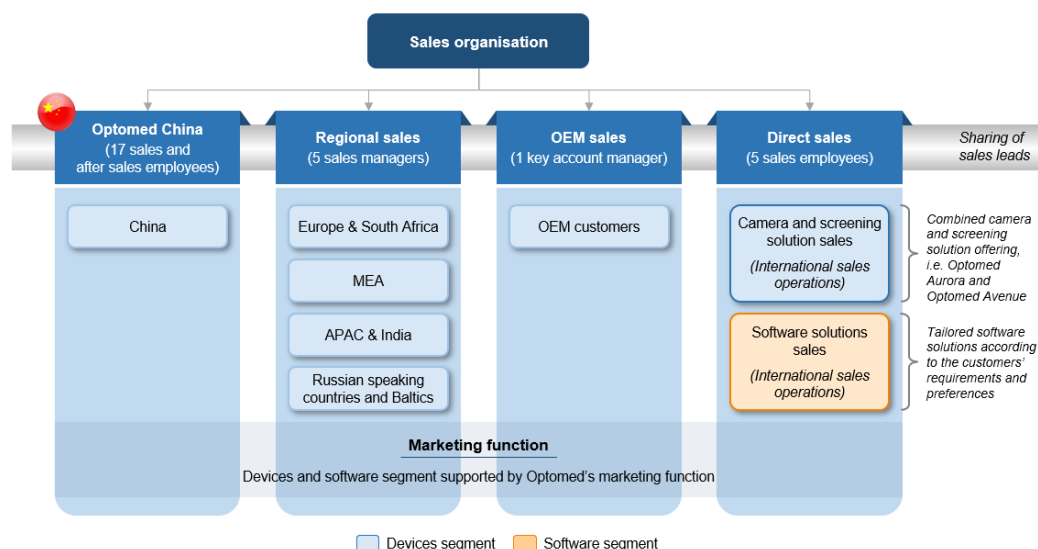 Sales organisation
Optomed China
(17 sales and
after sales employees)
Regional sales
(5 sales managers)
OEM sales
(1 key account manager)
Direct sales
(5 sales employees)
Sharing of
sales leads
China
Europe & South Africa
MEA
APAC & India
Russian speaking
countries and Baltics
OEM customers
Camera and screening
solution sales
(International sales
operations)
Software solutions
sales
(International sales
operations)
Combined camera
and screening
solution offering,
i.e. Optomed
Aurora and
Optomed Avenue
Tailored software
solutions according
to the customers'
requirements and
preferences
Marketing function
Devices and software segment supported by Optomed's marketing function
Devices segment
Software segment